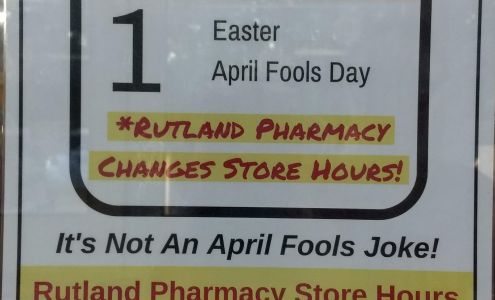 1
Easter
April Fools Day
*Rutland Pharmacy
Changes Store Hours!
It's Not An April Fools Joke!
Rutland Pharmacy Store Hours